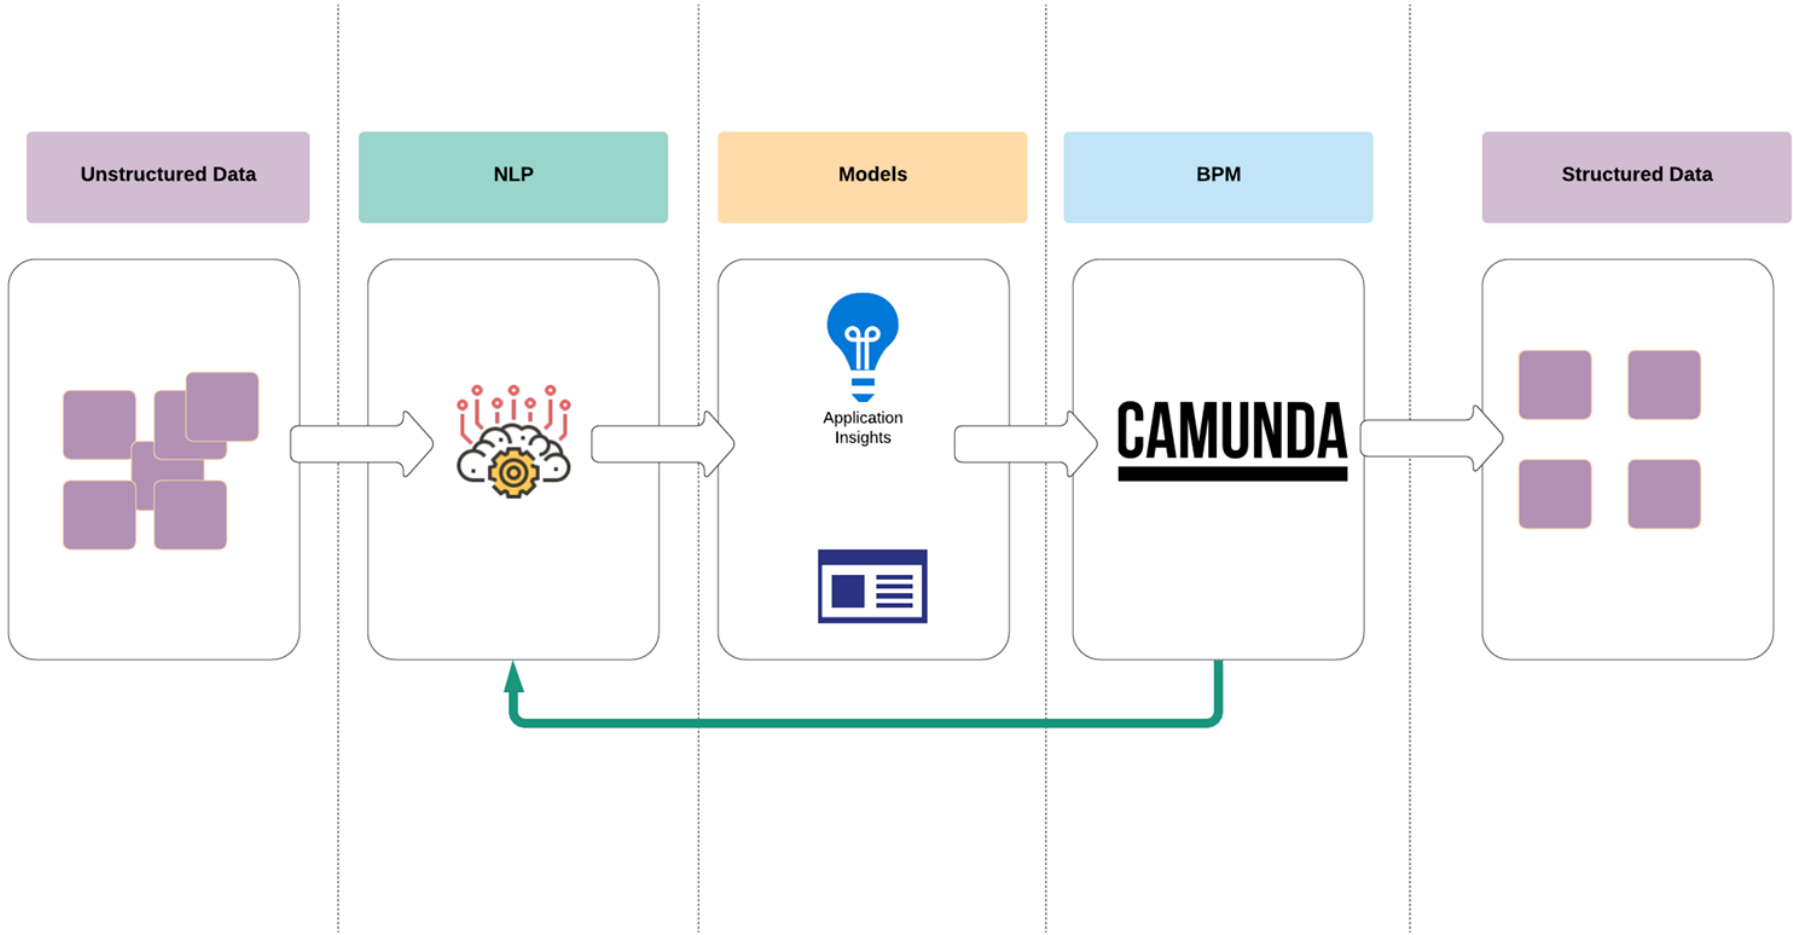 Unstructured Data
NLP
Models
BPM
Structured Data
Application
Insights
CAMUNDA